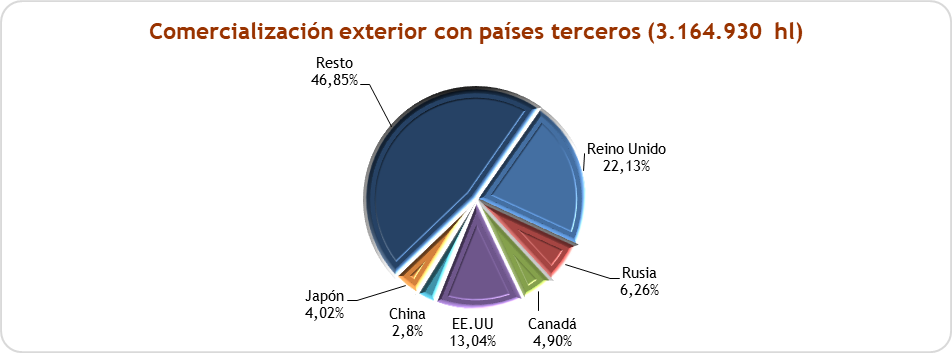 Comercialización exterior con países terceros (3.164.930 hl)
Resto
46,85%
Reino Unido
22,13%
Rusia
6,26%
Canadá
4,90%
EE.UU
13,04%
China
2,8%
Japón
4,02%